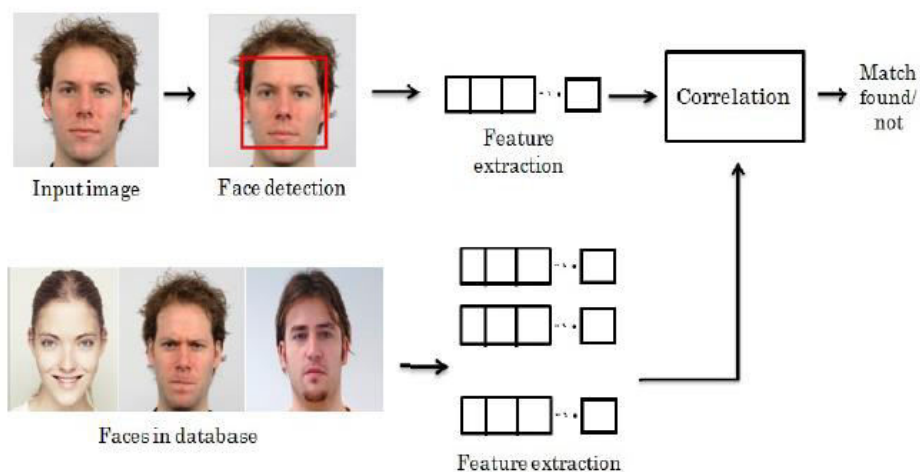 Input image
Face detection
Feature
extraction
Correlation
Match
found/
not
Faces in database
Feature extraction